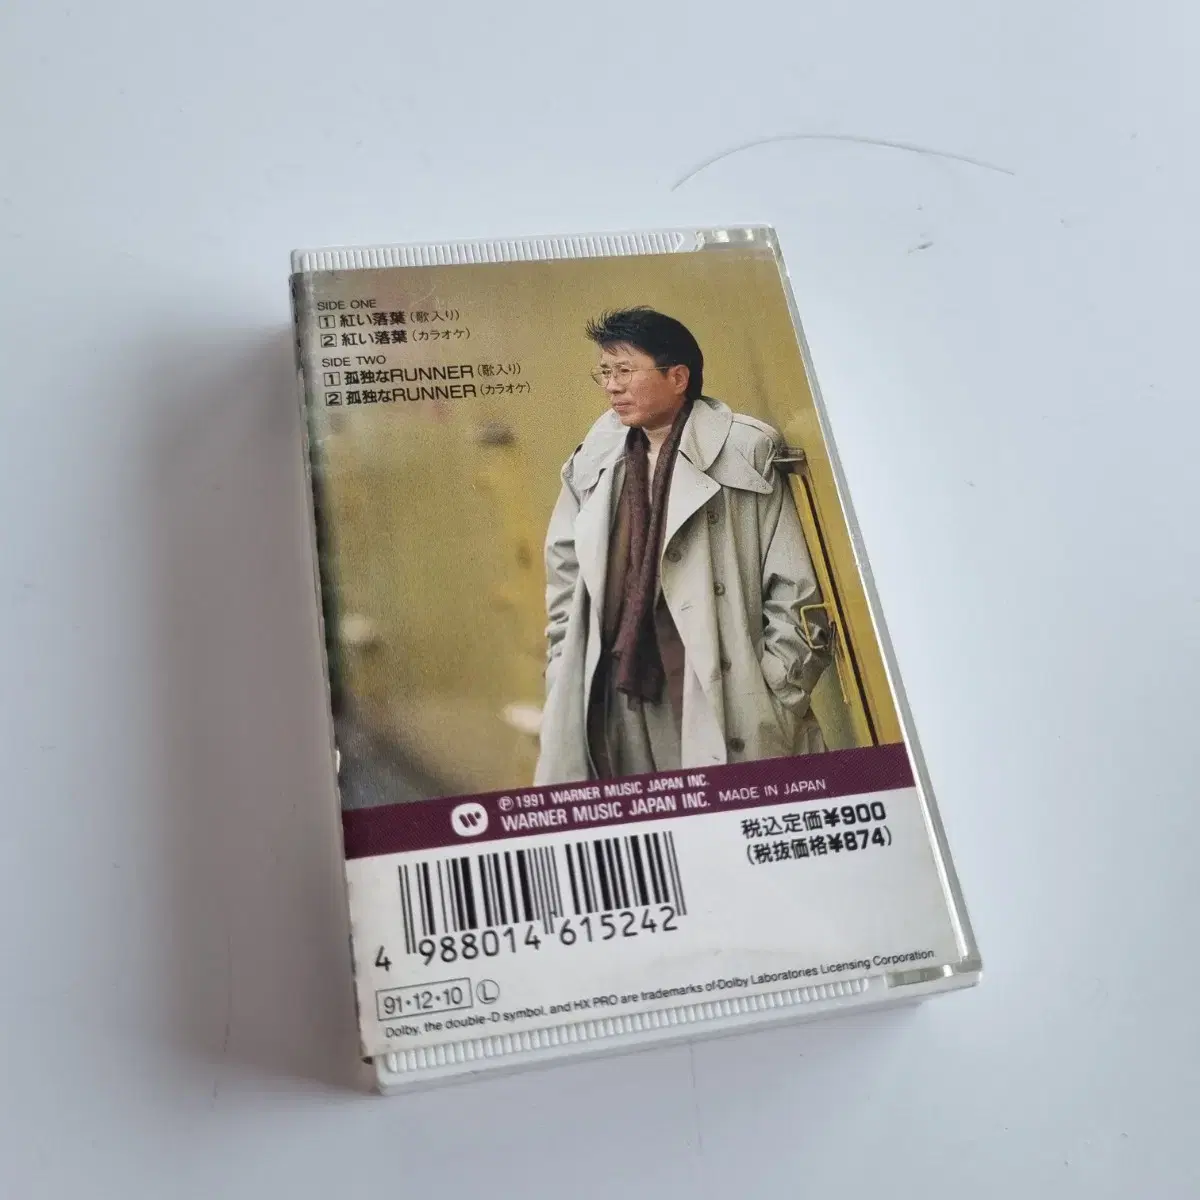 SIDE ONE
1 紅い落葉(歌入り)
2 紅い落葉(カラオケ)
SIDE TWO
1 孤独なRUNNER(歌入り)
2 孤独なRUNNER(カラオケ)
Ⓟ1991 WARNER MUSIC JAPAN INC.
WARNER MUSIC JAPAN INC. MADE IN JAPAN
税込定価¥900
(税抜価格¥874)
4 988014 615242
91・12・10 Ⓛ
Dolby, the double-D symbol, and HX PRO are trademarks of Dolby Laboratories Licensing Corporation.